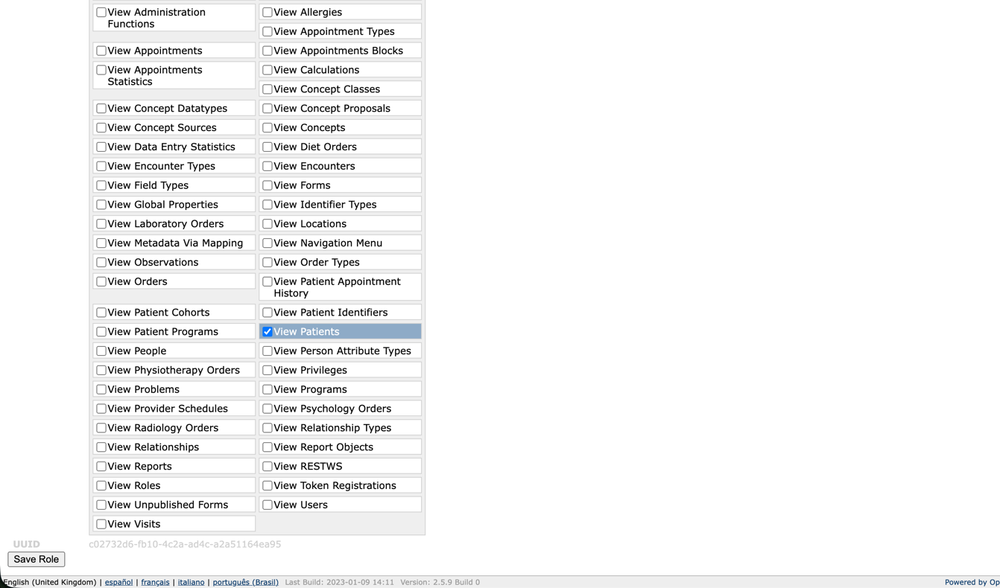 View Administration
Functions
View Allergies
View Appointment Types
View Appointments
View Appointments Blocks
View Appointments
Statistics
View Calculations
View Concept Classes
View Concept Datatypes
View Concept Proposals
View Concept Sources
View Concepts
View Data Entry Statistics
View Diet Orders
View Encounter Types
View Encounters
View Field Types
View Forms
View Global Properties
View Identifier Types
View Laboratory Orders
View Locations
View Metadata Via Mapping
View Navigation Menu
View Observations
View Order Types
View Orders
View Patient Appointment
History
View Patient Cohorts
View Patient Identifiers
View Patient Programs
View Patients
View People
View Person Attribute Types
View Physiotherapy Orders
View Privileges
View Problems
View Programs
View Provider Schedules
View Psychology Orders
View Radiology Orders
View Relationship Types
View Relationships
View Report Objects
View Reports
View RESTWS
View Roles
View Token Registrations
View Unpublished Forms
View Users
View Visits
UUID c02732d6-fb10-4c2a-ad4c-a2a51164ea95
Save Role
English (United Kingdom) | español | français | italiano | português (Brasil) Last Build: 2023-01-09 14:11 Version: 2.5.9 Build 0 Powered by Op